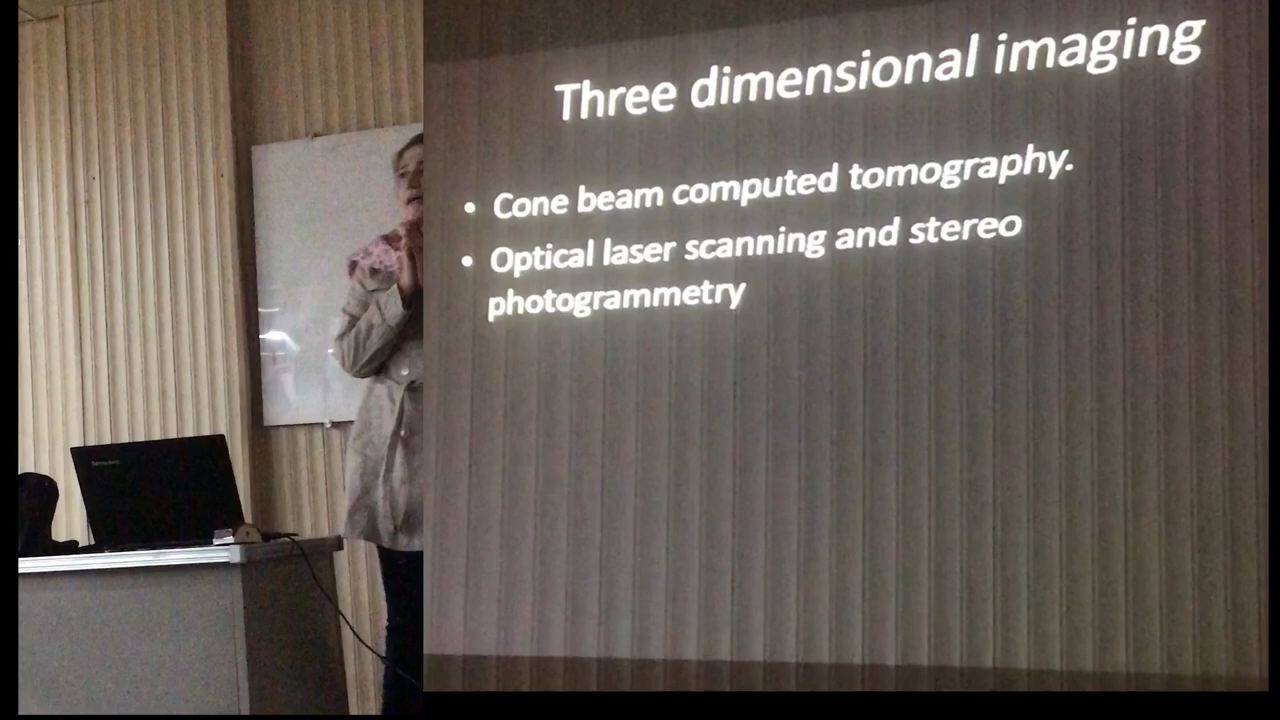 Three dimensional imaging
• Cone beam computed tomography.
• Optical laser scanning and stereo
photogrammetry